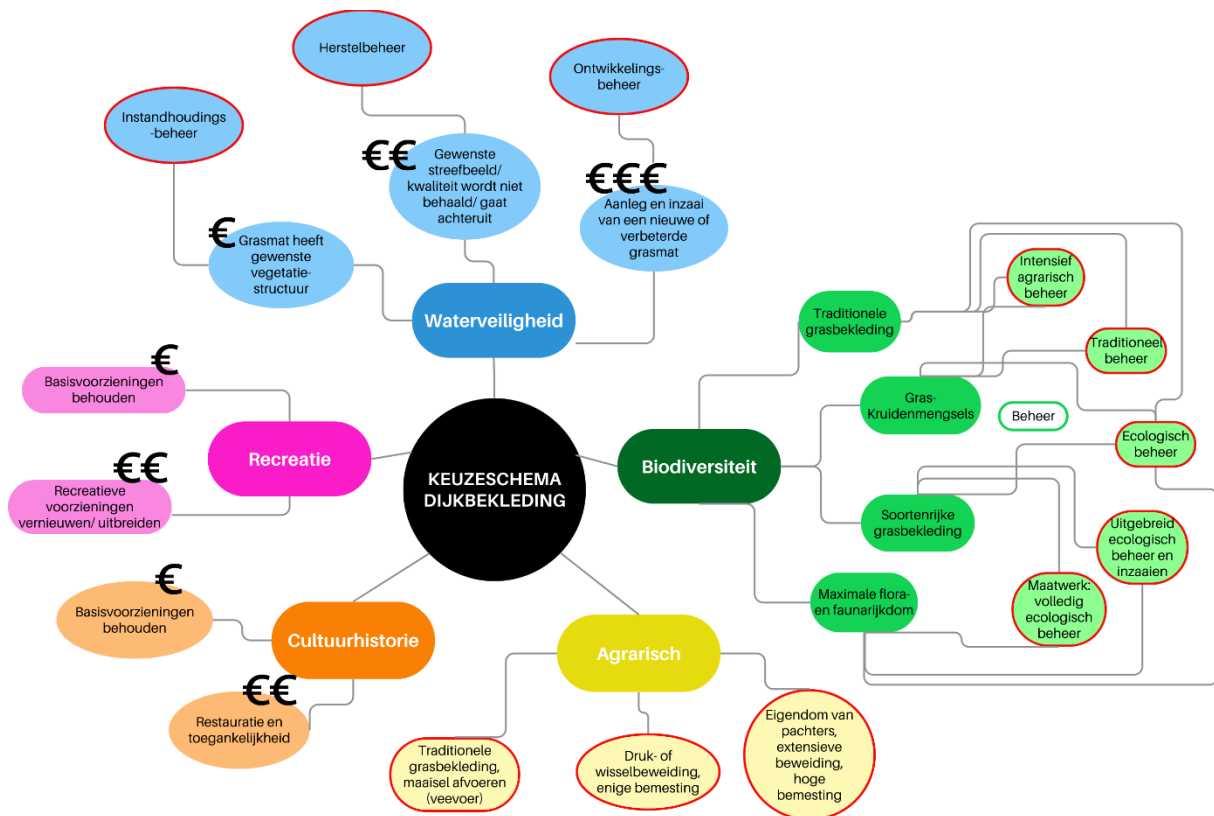 Herstelbeheer
Ontwikkelings-
beheer
Instandhoudings
-beheer
€€
Gewenste
streefbeeld/
kwaliteit wordt niet
behaald/ gaat
achteruit
€€€
Aanleg en inzaai
van een nieuwe of
verbeterde
grasmat
€
Grasmat heeft
gewenste
vegetatie-
structuur
Waterveiligheid
€
Basisvoorzieningen
behouden
Recreatie
€€
Recreatieve
voorzieningen
vernieuwen/ uitbreiden
KEUZESCHEMA
DIJKBEKLEDING
Biodiversiteit
Traditionele
grasbekleding
Gras-
Kruidenmengsels
Soortenrijke
grasbekleding
Maximale flora-
en faunarijkdom
Intensief
agrarisch
beheer
Traditioneel
beheer
Beheer
Ecologisch
beheer
Uitgebreid
ecologisch
beheer en
inzaaien
Maatwerk:
volledig
ecologisch
beheer
€
Basisvoorzieningen
behouden
Cultuurhistorie
€€
Restauratie en
toegankelijkheid
Agrarisch
Traditionele
grasbekleding,
maaisel afvoeren
(veevoer)
Druk- of
wisselbeweiding,
enige bemesting
Eigendom van
pachters,
extensieve
beweiding,
hoge
bemesting